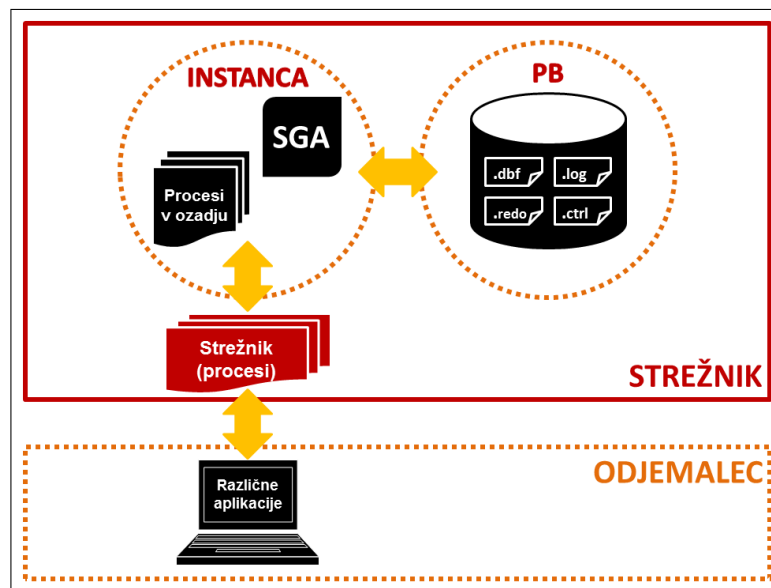 INSTANCA
PB
SGA
.dbf
.log
Procesi
v ozadju
.redo
.ctrl
Strežnik
(procesi)
STREŽNIK
ODJEMALEC
Različne
aplikacije